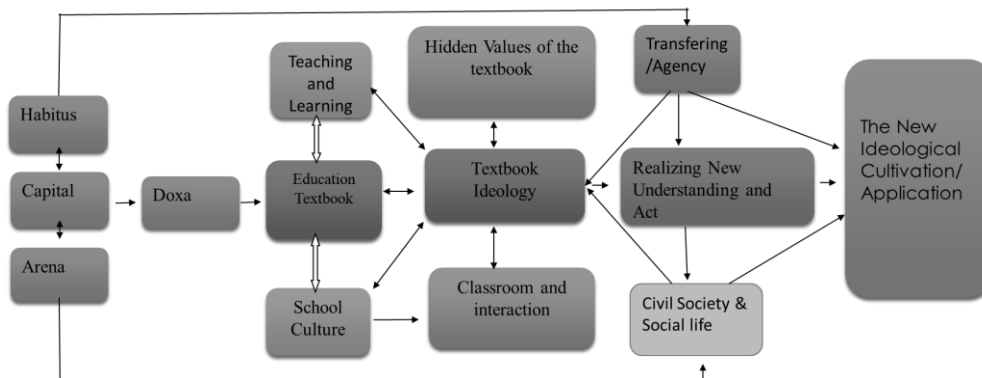 Habitus
Capital
Arena
Doxa
Teaching
and
Learning
Education
Textbook
School
Culture
Hidden Values of the
textbook
Textbook
Ideology
Classroom and
interaction
Transfering
/Agency
Realizing New
Understanding and
Act
Civil Society &
Social life
The New
Ideological
Cultivation/
Application